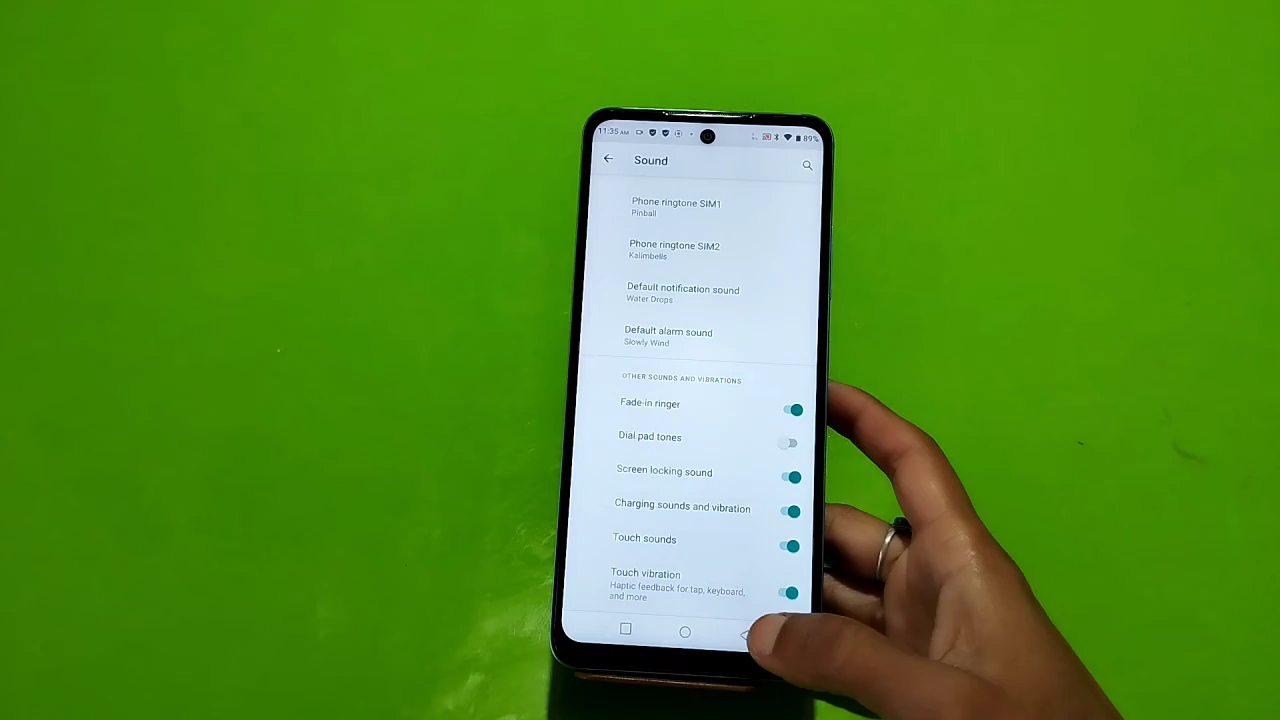 11:35 AM 89%
Sound
Phone ringtone SIM1
Pinball
Phone ringtone SIM2
Kalimbells
Default notification sound
Water Drops
Default alarm sound
Slowly Wind
OTHER SOUNDS AND VIBRATIONS
Fade-in ringer
Dial pad tones
Screen locking sound
Charging sounds and vibration
Touch sounds
Touch vibration
Haptic feedback for tap, keyboard,
and more